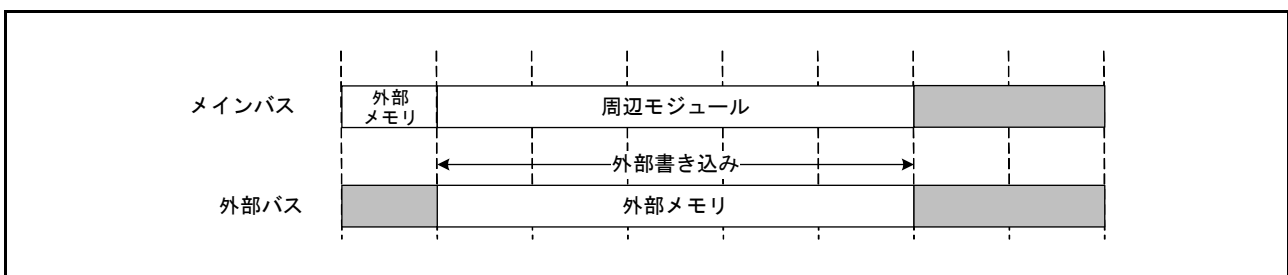 メインバス
外部
メモリ
周辺モジュール
外部書き込み
外部バス
外部メモリ